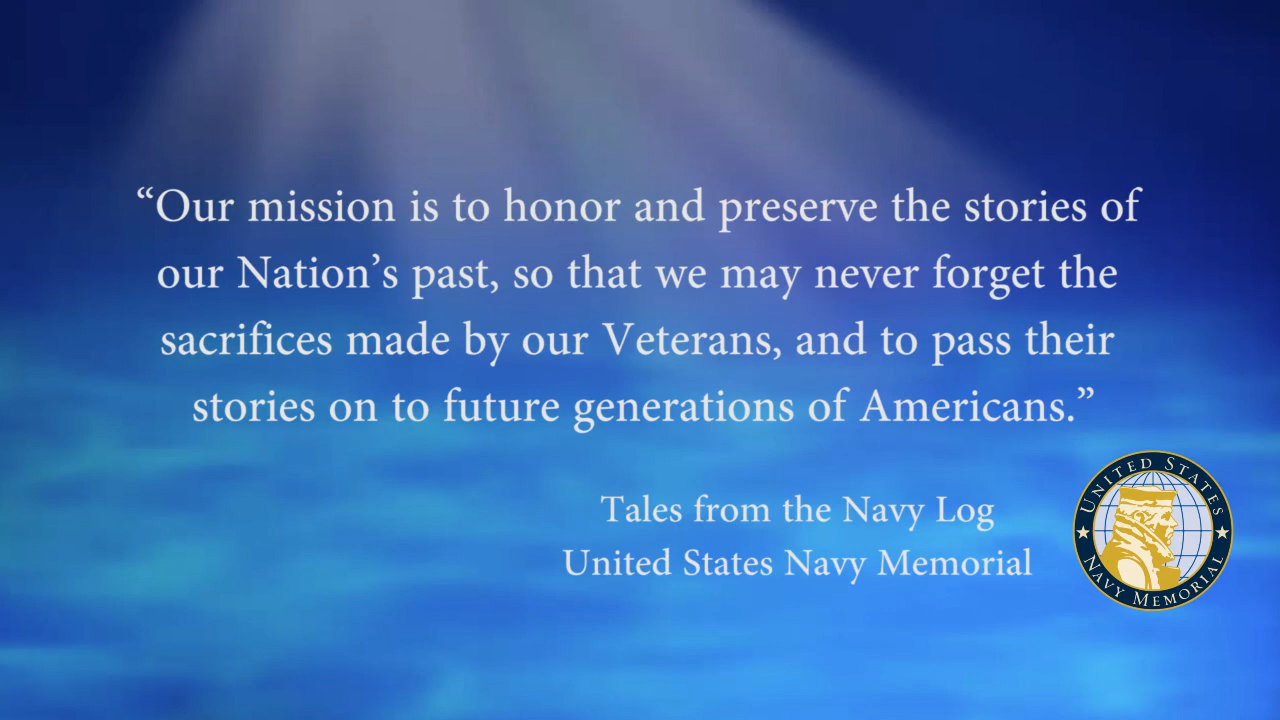 “Our mission is to honor and preserve the stories of
our Nation’s past, so that we may never forget the
sacrifices made by our Veterans, and to pass their
stories on to future generations of Americans.”
Tales from the Navy Log
United States Navy Memorial
UNITED STATES
NAVY MEMORIAL